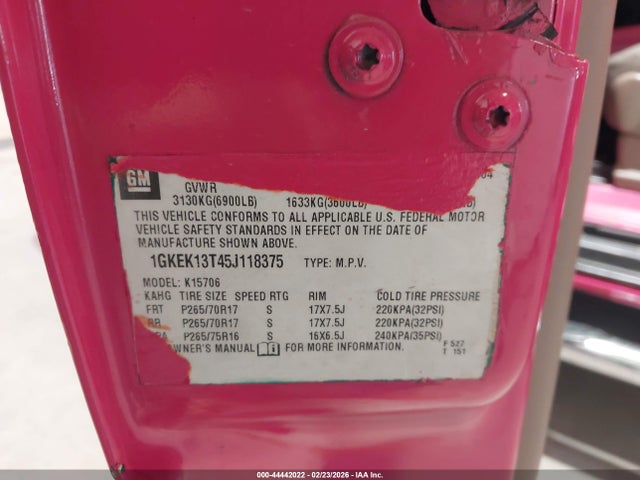 GM
04
GVWR
3130KG(6900LB) 1633KG(3600LB)
THIS VEHICLE CONFORMS TO ALL APPLICABLE U.S. FEDERAL MOTOR
VEHICLE SAFETY STANDARDS IN EFFECT ON THE DATE OF
MANUFACTURE SHOWN ABOVE.
1GKEK13T45J118375 TYPE: M.P.V.
MODEL: K15706
KAHG TIRE SIZE SPEED RTG RIM COLD TIRE PRESSURE
FRT P265/70R17 S 17X7.5J 220KPA(32PSI)
RR P265/70R17 S 17X7.5J 220KPA(32PSI)
P265/75R16 S 16X6.5J 240KPA(35PSI)
OWNER'S MANUAL FOR MORE INFORMATION.
F 527
T 151
000-44442022 - 02/23/2026 - IAA Inc.